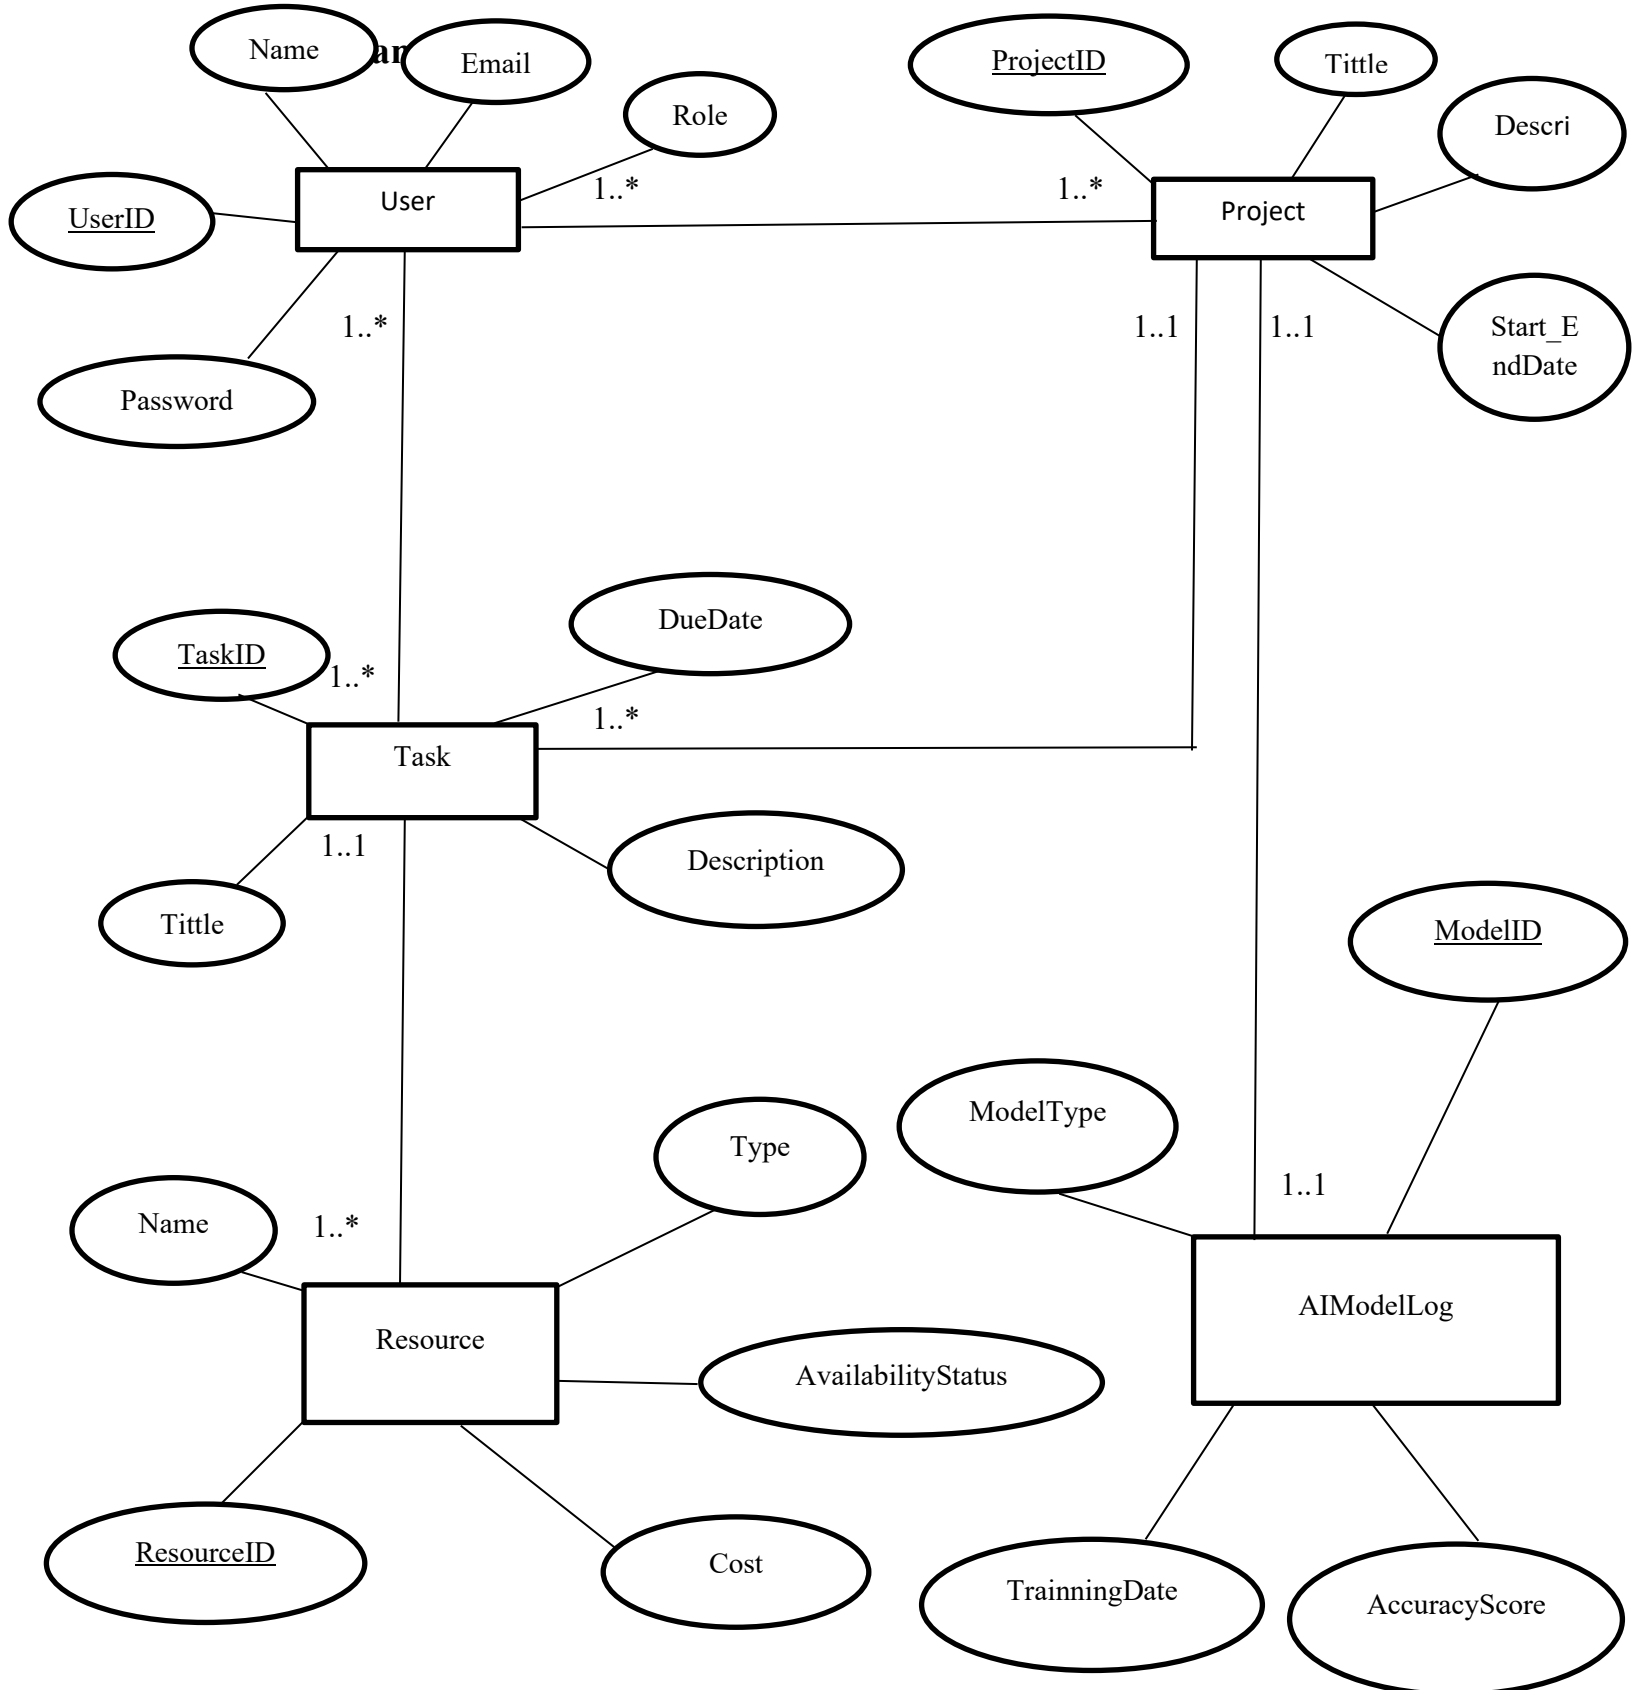 Name
Email
ProjectID
Tittle
Role
Descri
User
1..*
1..*
Project
UserID
1..*
1..1
1..1
Start_E
ndDate
Password
DueDate
TaskID
1..*
1..*
Task
1..1
Description
Tittle
ModelID
ModelType
Type
1..1
Name
1..*
AIModelLog
Resource
AvailabilityStatus
ResourceID
Cost
TrainningDate
AccuracyScore